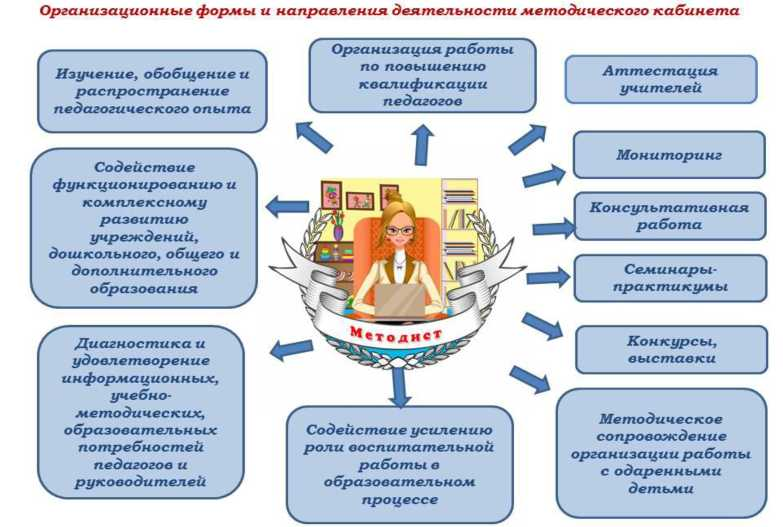 Организационные формы и направления деятельности методического кабинета
Изучение, обобщение и
распространение
педагогического опыта
Организация работы
по повышению
квалификации
педагогов
Аттестация
учителей
Содействие
функционированию и
комплексному
развитию
учреждений,
дошкольного, общего и
дополнительного
образования
Мониторинг
Консультативная
работа
Семинары-
практикумы
Методист
Конкурсы,
выставки
Диагностика и
удовлетворение
информационных,
учебно-
методических,
образовательных
потребностей
педагогов и
руководителей
Содействие усилению
роли воспитательной
работы в
образовательном
процессе
Методическое
сопровождение
организации работы
с одаренными
детьми